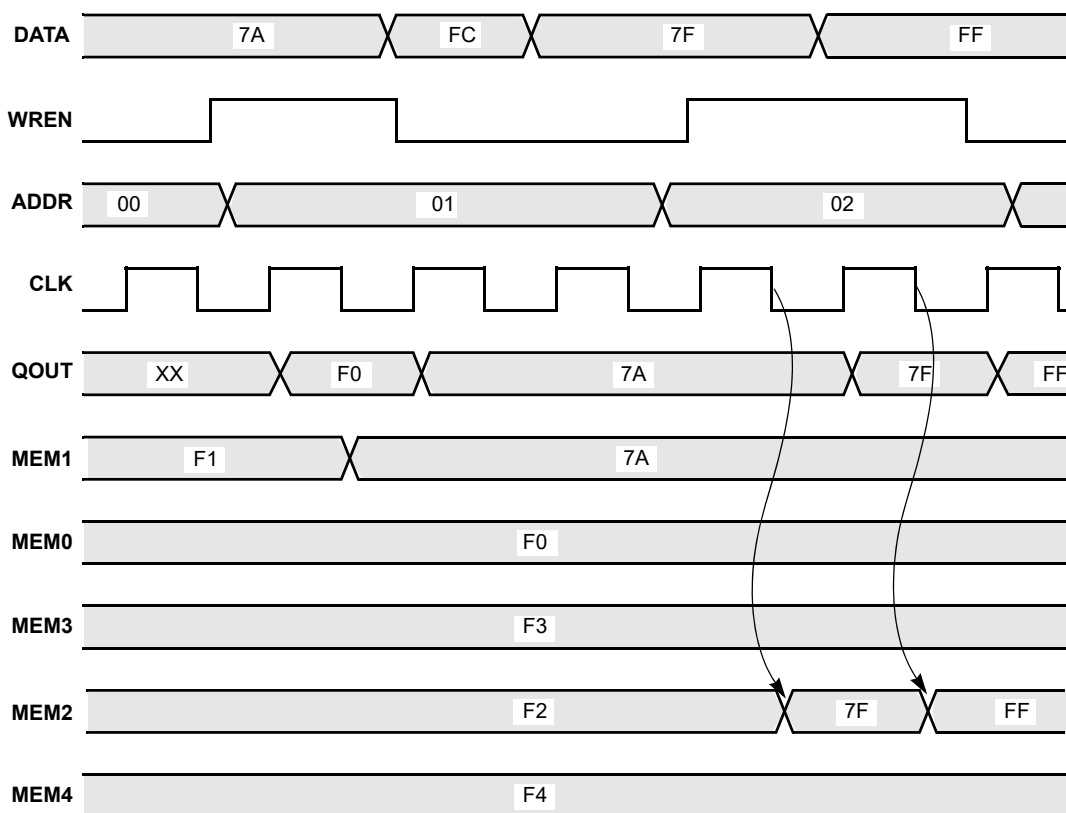 DATA 7A FC 7F FF
WREN
ADDR 00 01 02
CLK
QOUT XX F0 7A 7F FF
MEM1 F1 7A
MEM0 F0
MEM3 F3
MEM2 F2 7F FF
MEM4 F4